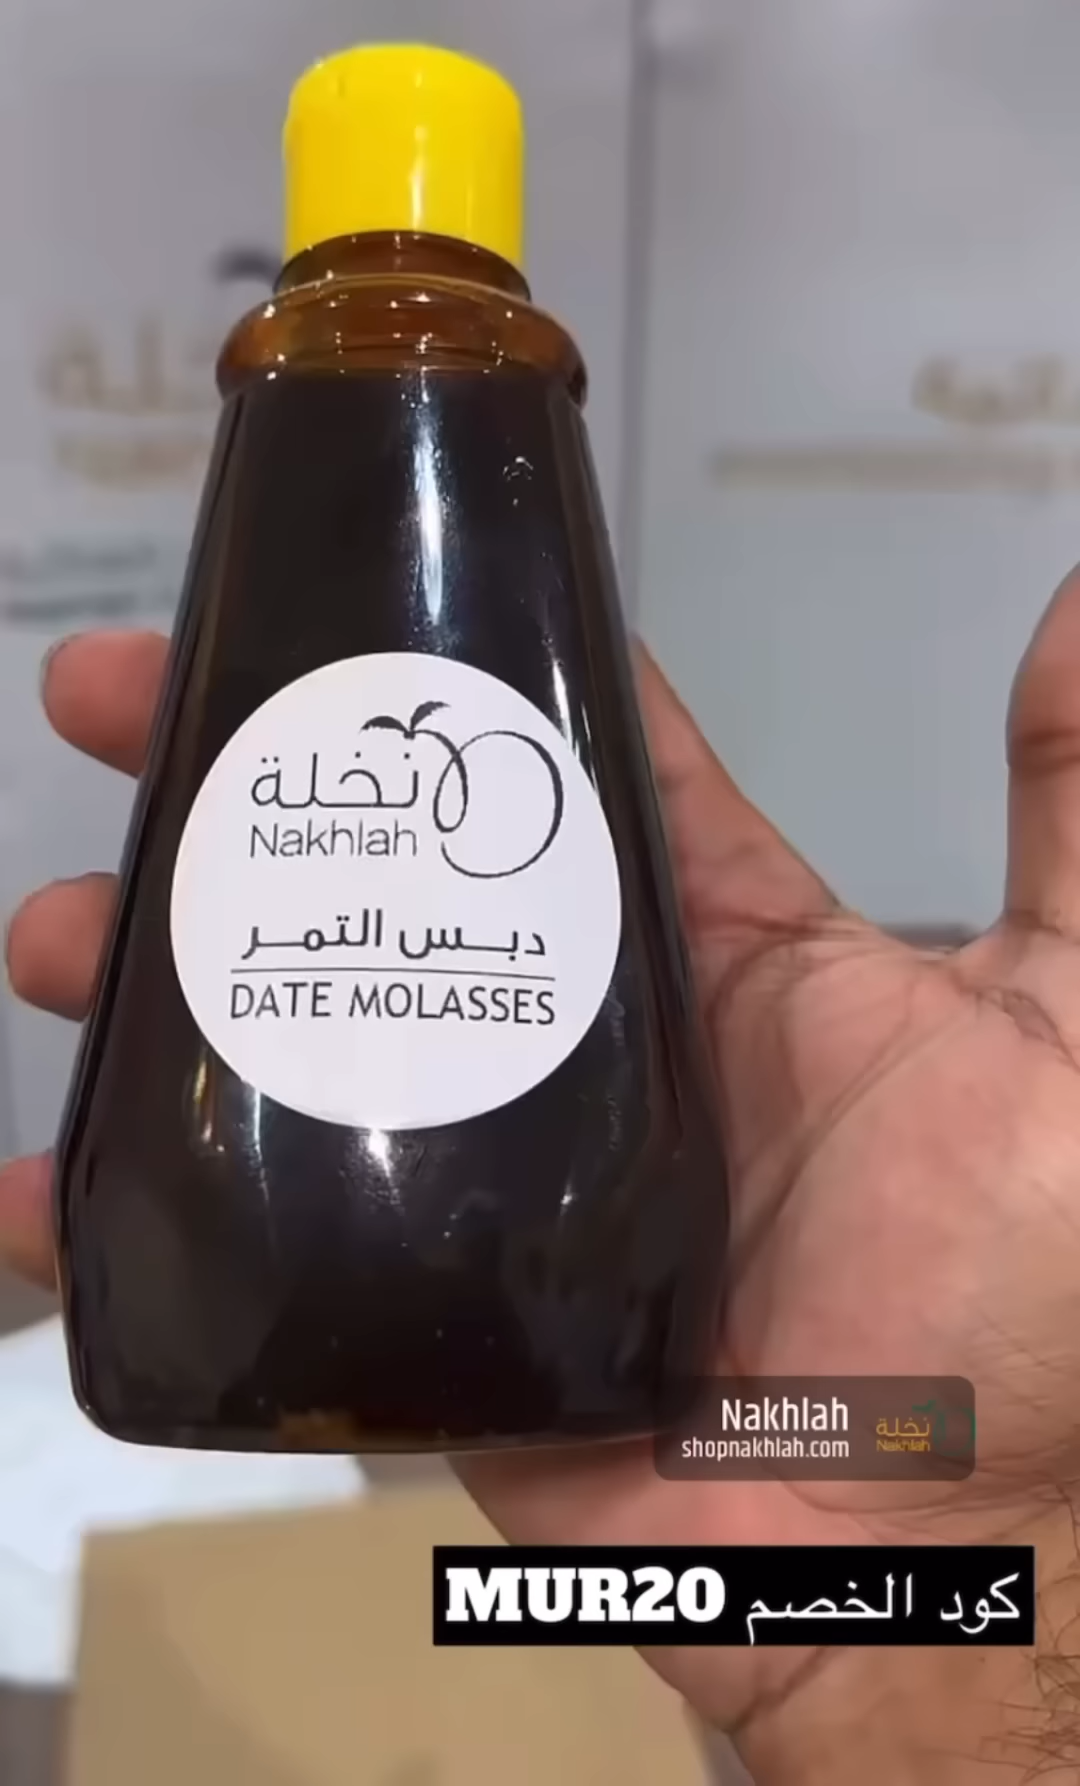 نخلة
Nakhlah
دبس التمر
DATE MOLASSES
Nakhlah
shopnakhlah.com
نخلة
Nakhlah
كود الخصم MUR20